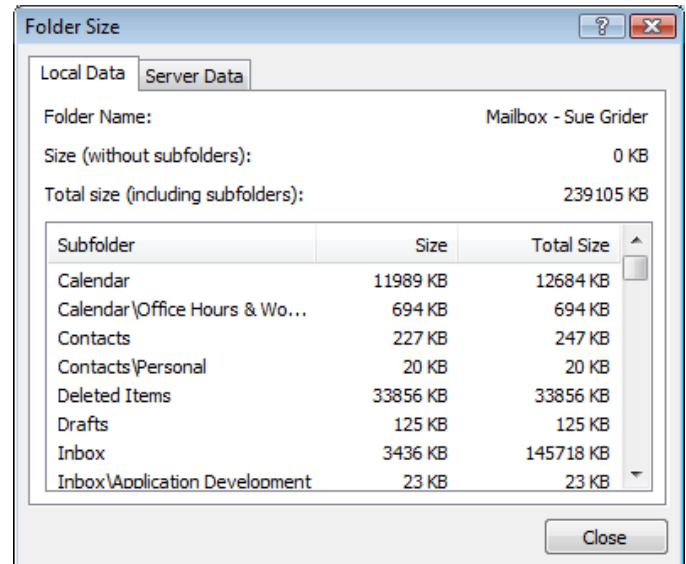 Folder Size
Local Data Server Data
Folder Name: Mailbox - Sue Grider
Size (without subfolders): 0 KB
Total size (including subfolders): 239105 KB
Subfolder Size Total Size
Calendar 11989 KB 12684 KB
Calendar\Office Hours & Wo... 694 KB 694 KB
Contacts 227 KB 247 KB
Contacts\Personal 20 KB 20 KB
Deleted Items 33856 KB 33856 KB
Drafts 125 KB 125 KB
Inbox 3436 KB 145718 KB
Inbox\Application Development 23 KB 23 KB
Close